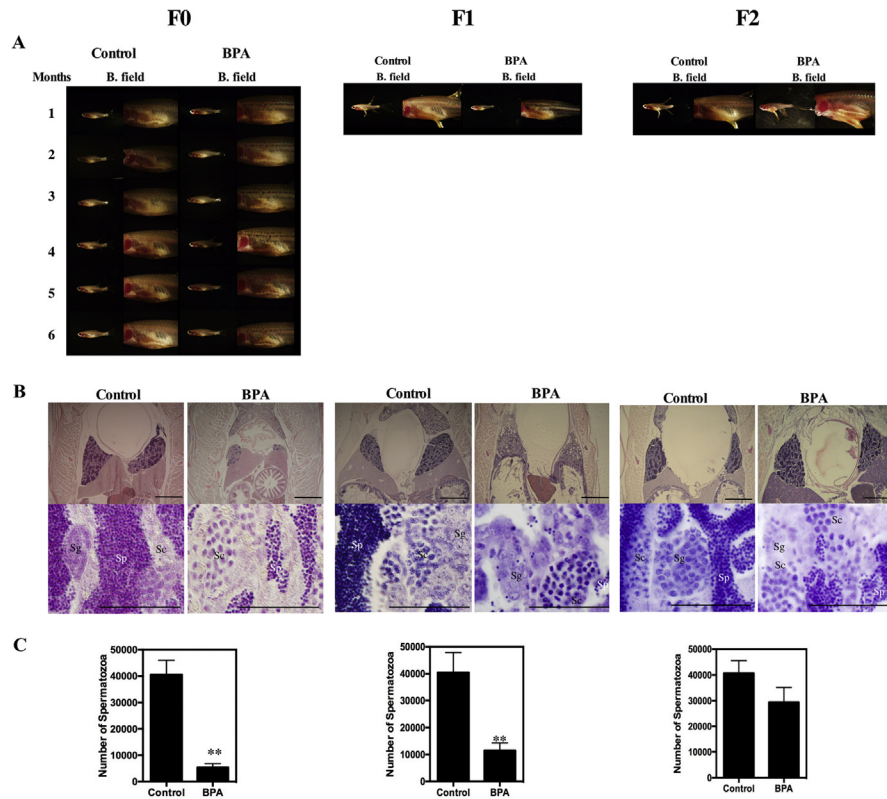 F0 F1 F2
A
Control BPA
Months B. field B. field
Control BPA
B. field B. field
Control BPA
B. field B. field
1
2
3
4
5
6
B
Control BPA Control BPA Control BPA
Sg Sp Sc
Sc Sp
Sp Sc Sg
Sg Sc Sp
Sc Sg Sp
Sg Sc Sc Sp
C
Number of Spermatozoa
50000
40000
30000
20000
10000
0
**
Control BPA
Number of Spermatozoa
50000
40000
30000
20000
10000
0
**
Control BPA
Number of Spermatozoa
50000
40000
30000
20000
10000
0
Control BPA